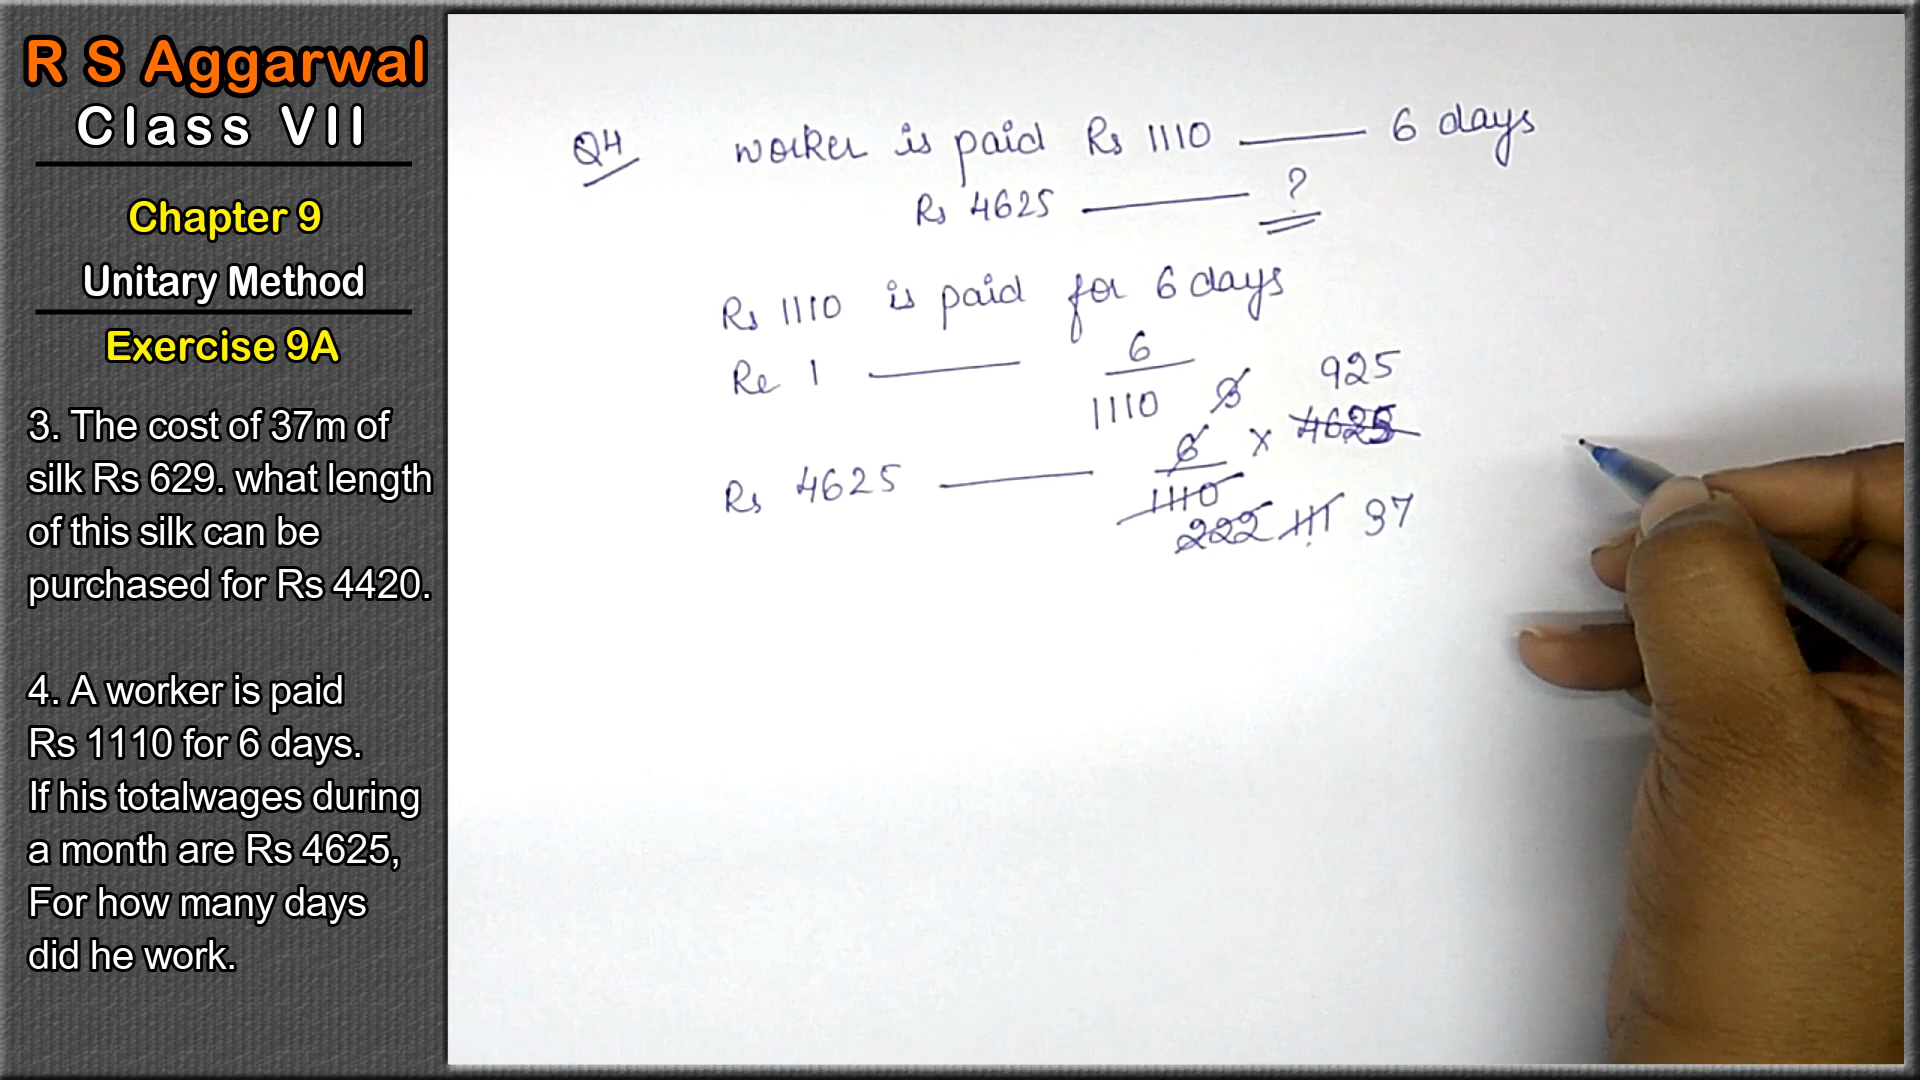 R S Aggarwal
Class VII
Chapter 9
Unitary Method
Exercise 9A
3. The cost of 37m of
silk Rs 629. what length
of this silk can be
purchased for Rs 4420.
4. A worker is paid
Rs 1110 for 6 days.
If his totalwages during
a month are Rs 4625,
For how many days
did he work.
Q4 worker is paid Rs 1110 —— 6 days
Rs 4625 —— ?
Rs 1110 is paid for 6 days
Re 1 —— 6
1110 3 925
Rs 4625 —— 6 x 4625
1110
222 111 37